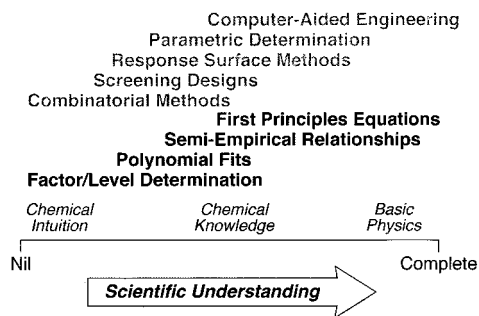 Computer-Aided Engineering
Parametric Determination
Response Surface Methods
Screening Designs
Combinatorial Methods
First Principles Equations
Semi-Empirical Relationships
Polynomial Fits
Factor/Level Determination
Chemical Intuition
Chemical Knowledge
Basic Physics
Nil
Complete
Scientific Understanding